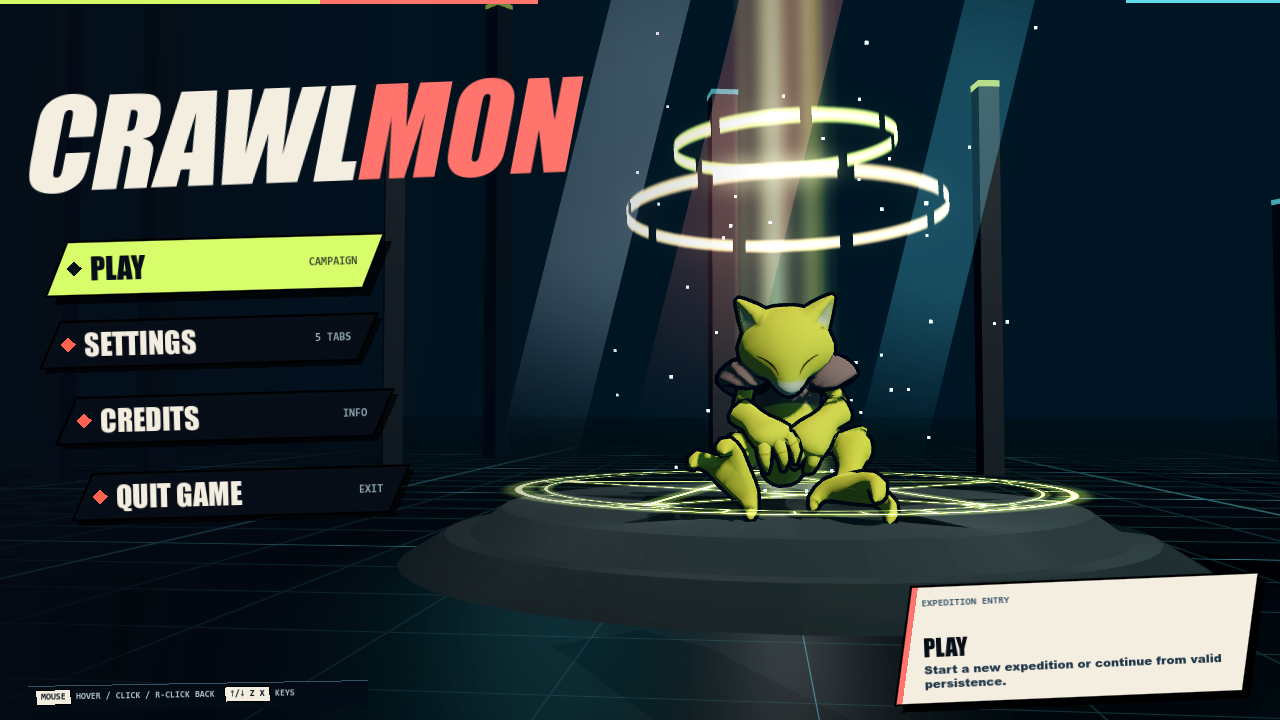 CRAWLMON
PLAY CAMPAIGN
SETTINGS 5 TABS
CREDITS INFO
QUIT GAME EXIT
EXPEDITION ENTRY
PLAY
Start a new expedition or continue from valid
persistence.
MOUSE HOVER / CLICK / R-CLICK BACK ↑/↓ Z X KEYS